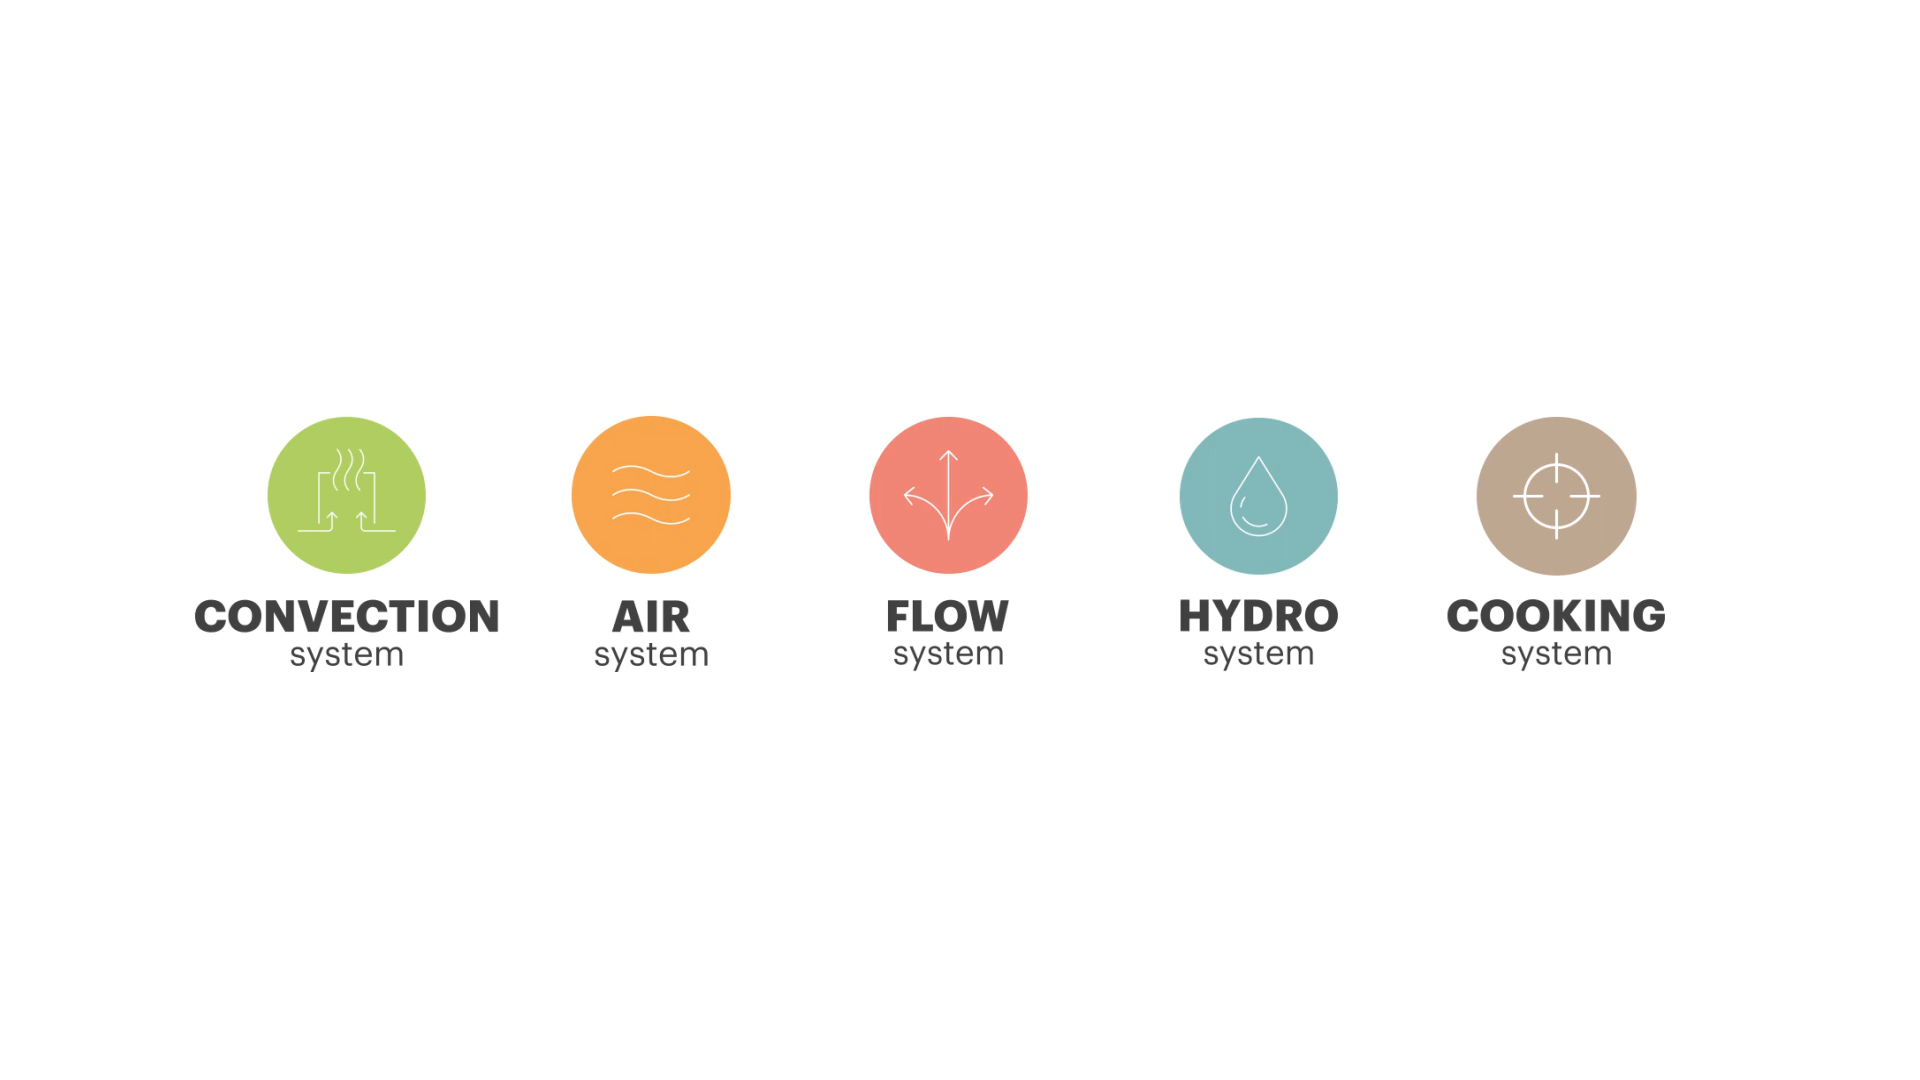 CONVECTION
system
AIR
system
FLOW
system
HYDRO
system
COOKING
system